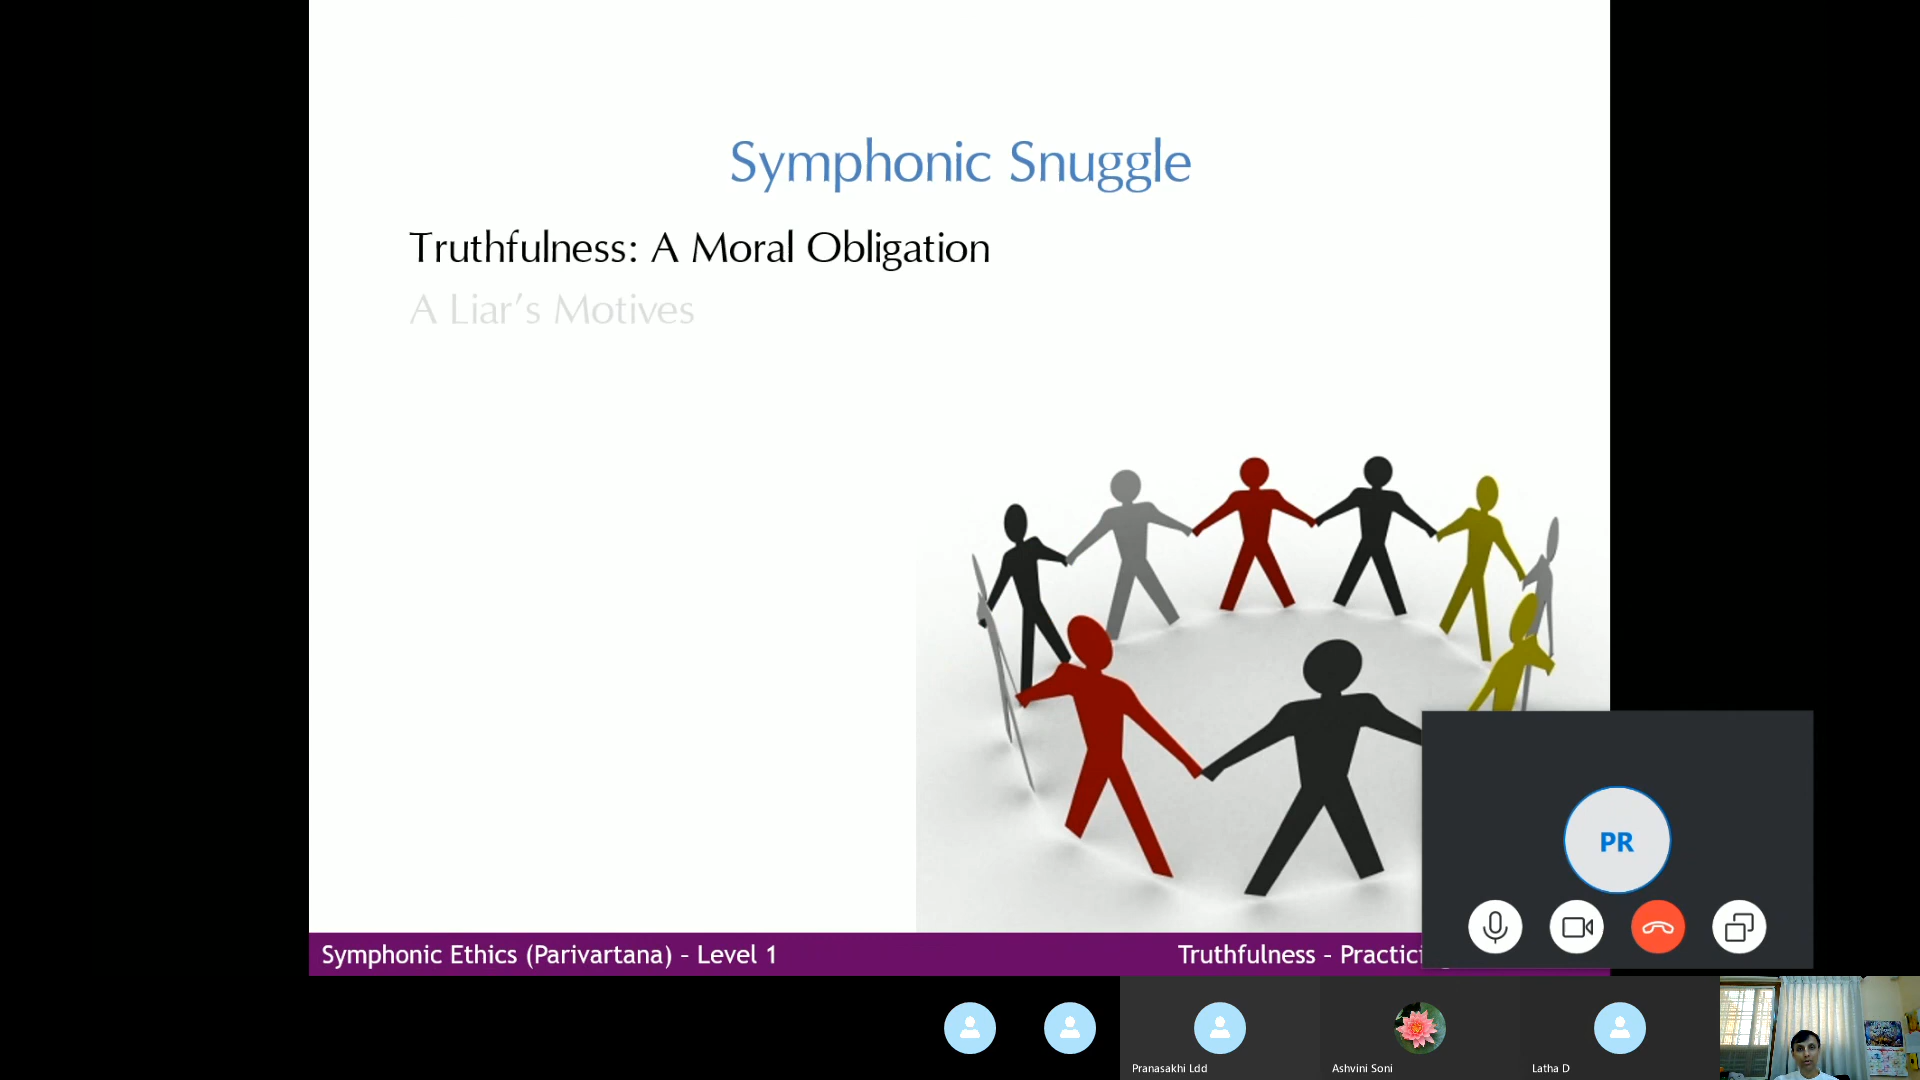 Symphonic Snuggle
Truthfulness: A Moral Obligation
A Liar’s Motives
PR
Symphonic Ethics (Parivartana) – Level 1
Truthfulness – Practici
Pranasakhi Ldd
Ashvini Soni
Latha D